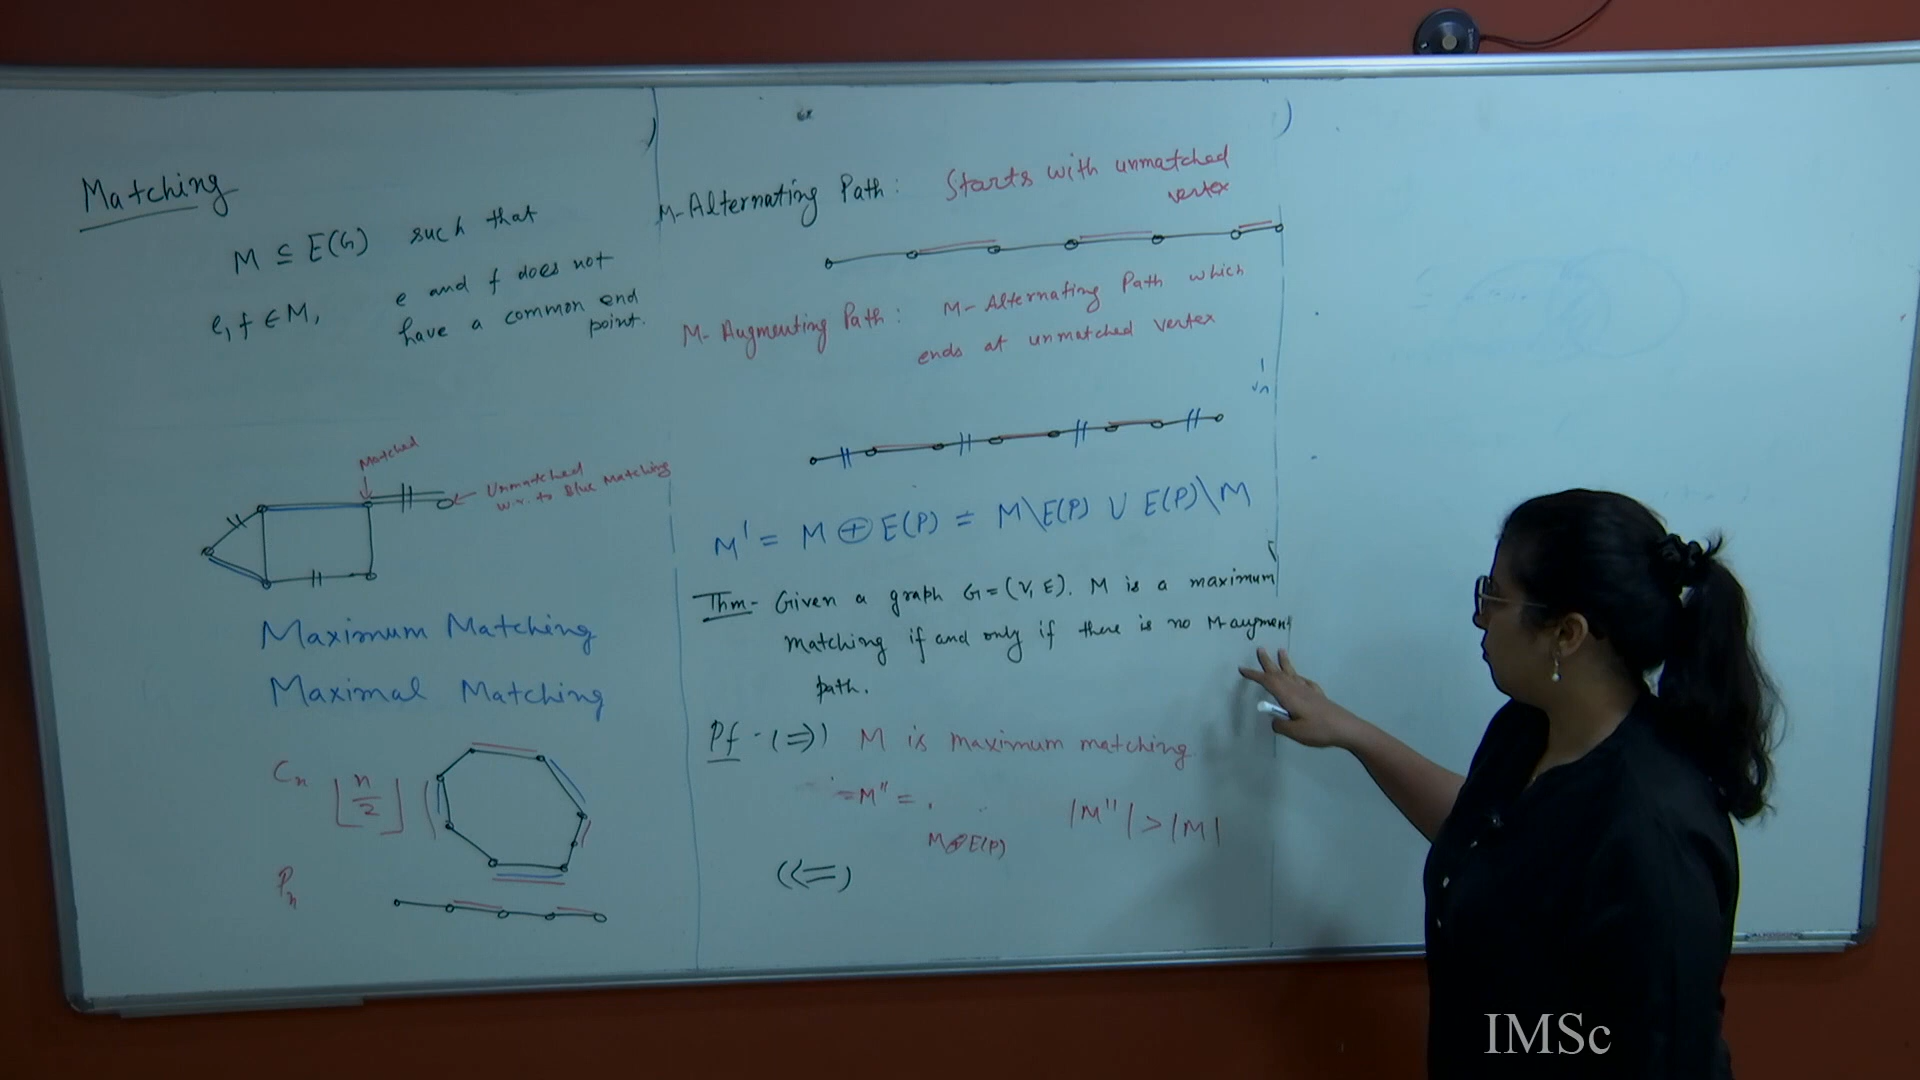 Matching
M ⊆ E(G) such that
e, f ∈ M, e and f does not
have a common end
point.
Matched
Unmatched
w.r. to Blue Matching
Maximum Matching
Maximal Matching
Cn ⌊n/2⌋
Pn
M-Alternating Path : Starts with unmatched
vertex
M-Augmenting Path : M-Alternating Path which
ends at unmatched vertex
M' = M ⊕ E(P) = M\E(P) ∪ E(P)\M
Thm- Given a graph G=(V, E). M is a maximum
matching if and only if there is no M-augment
path.
Pf - (⇒) M is maximum matching
= M'' = .
M⊕E(P) |M''| > |M|
(⇐)
IMSc